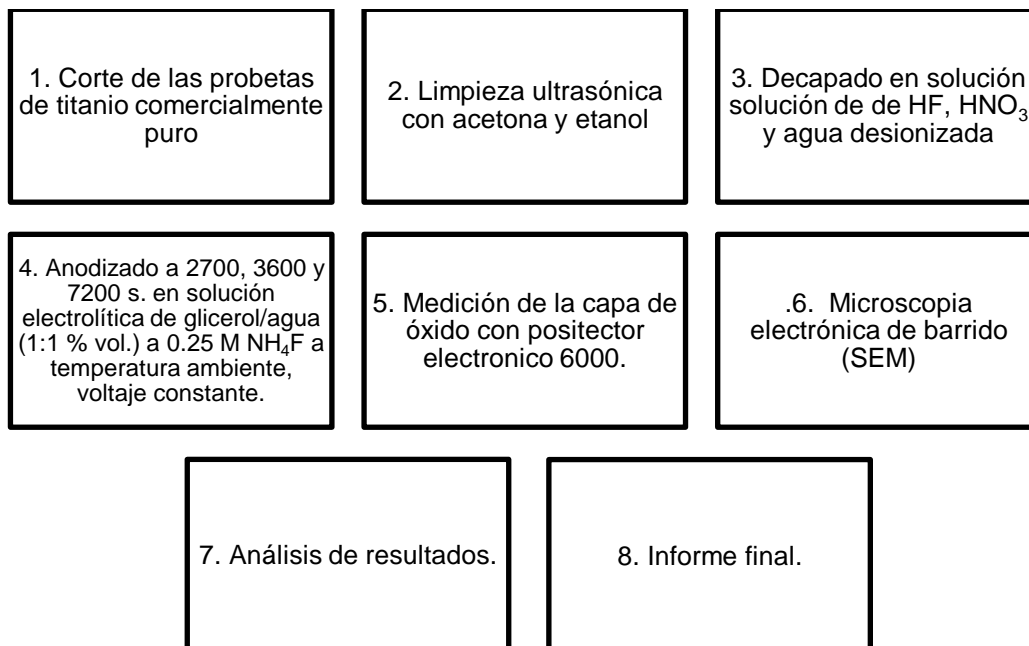 1. Corte de las probetas
de titanio comercialmente
puro
2. Limpieza ultrasónica
con acetona y etanol
3. Decapado en solución
solución de de HF, HNO₃
y agua desionizada
4. Anodizado a 2700, 3600 y
7200 s. en solución
electrolítica de glicerol/agua
(1:1 % vol.) a 0.25 M NH₄F a
temperatura ambiente,
voltaje constante.
5. Medición de la capa de
óxido con positector
electronico 6000.
.6. Microscopia
electrónica de barrido
(SEM)
7. Análisis de resultados.
8. Informe final.